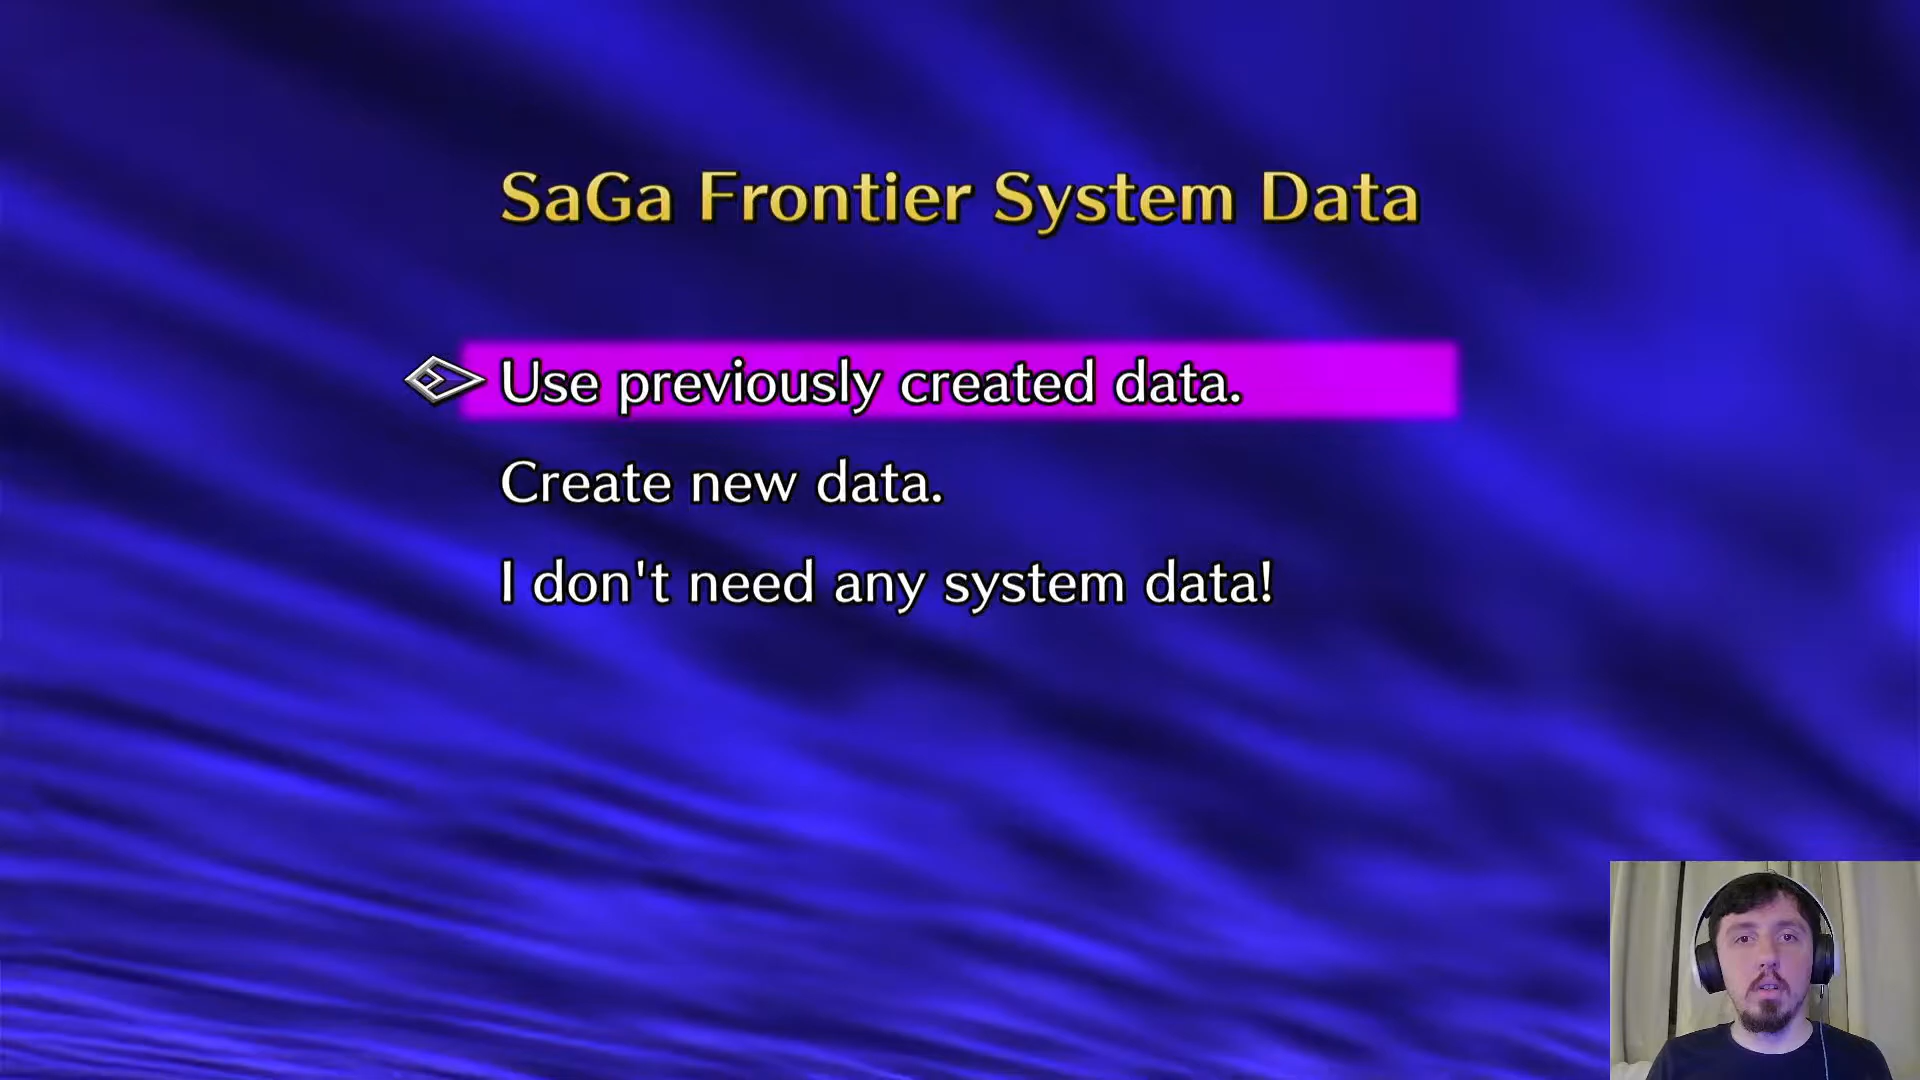 SaGa Frontier System Data
Use previously created data.
Create new data.
I don't need any system data!